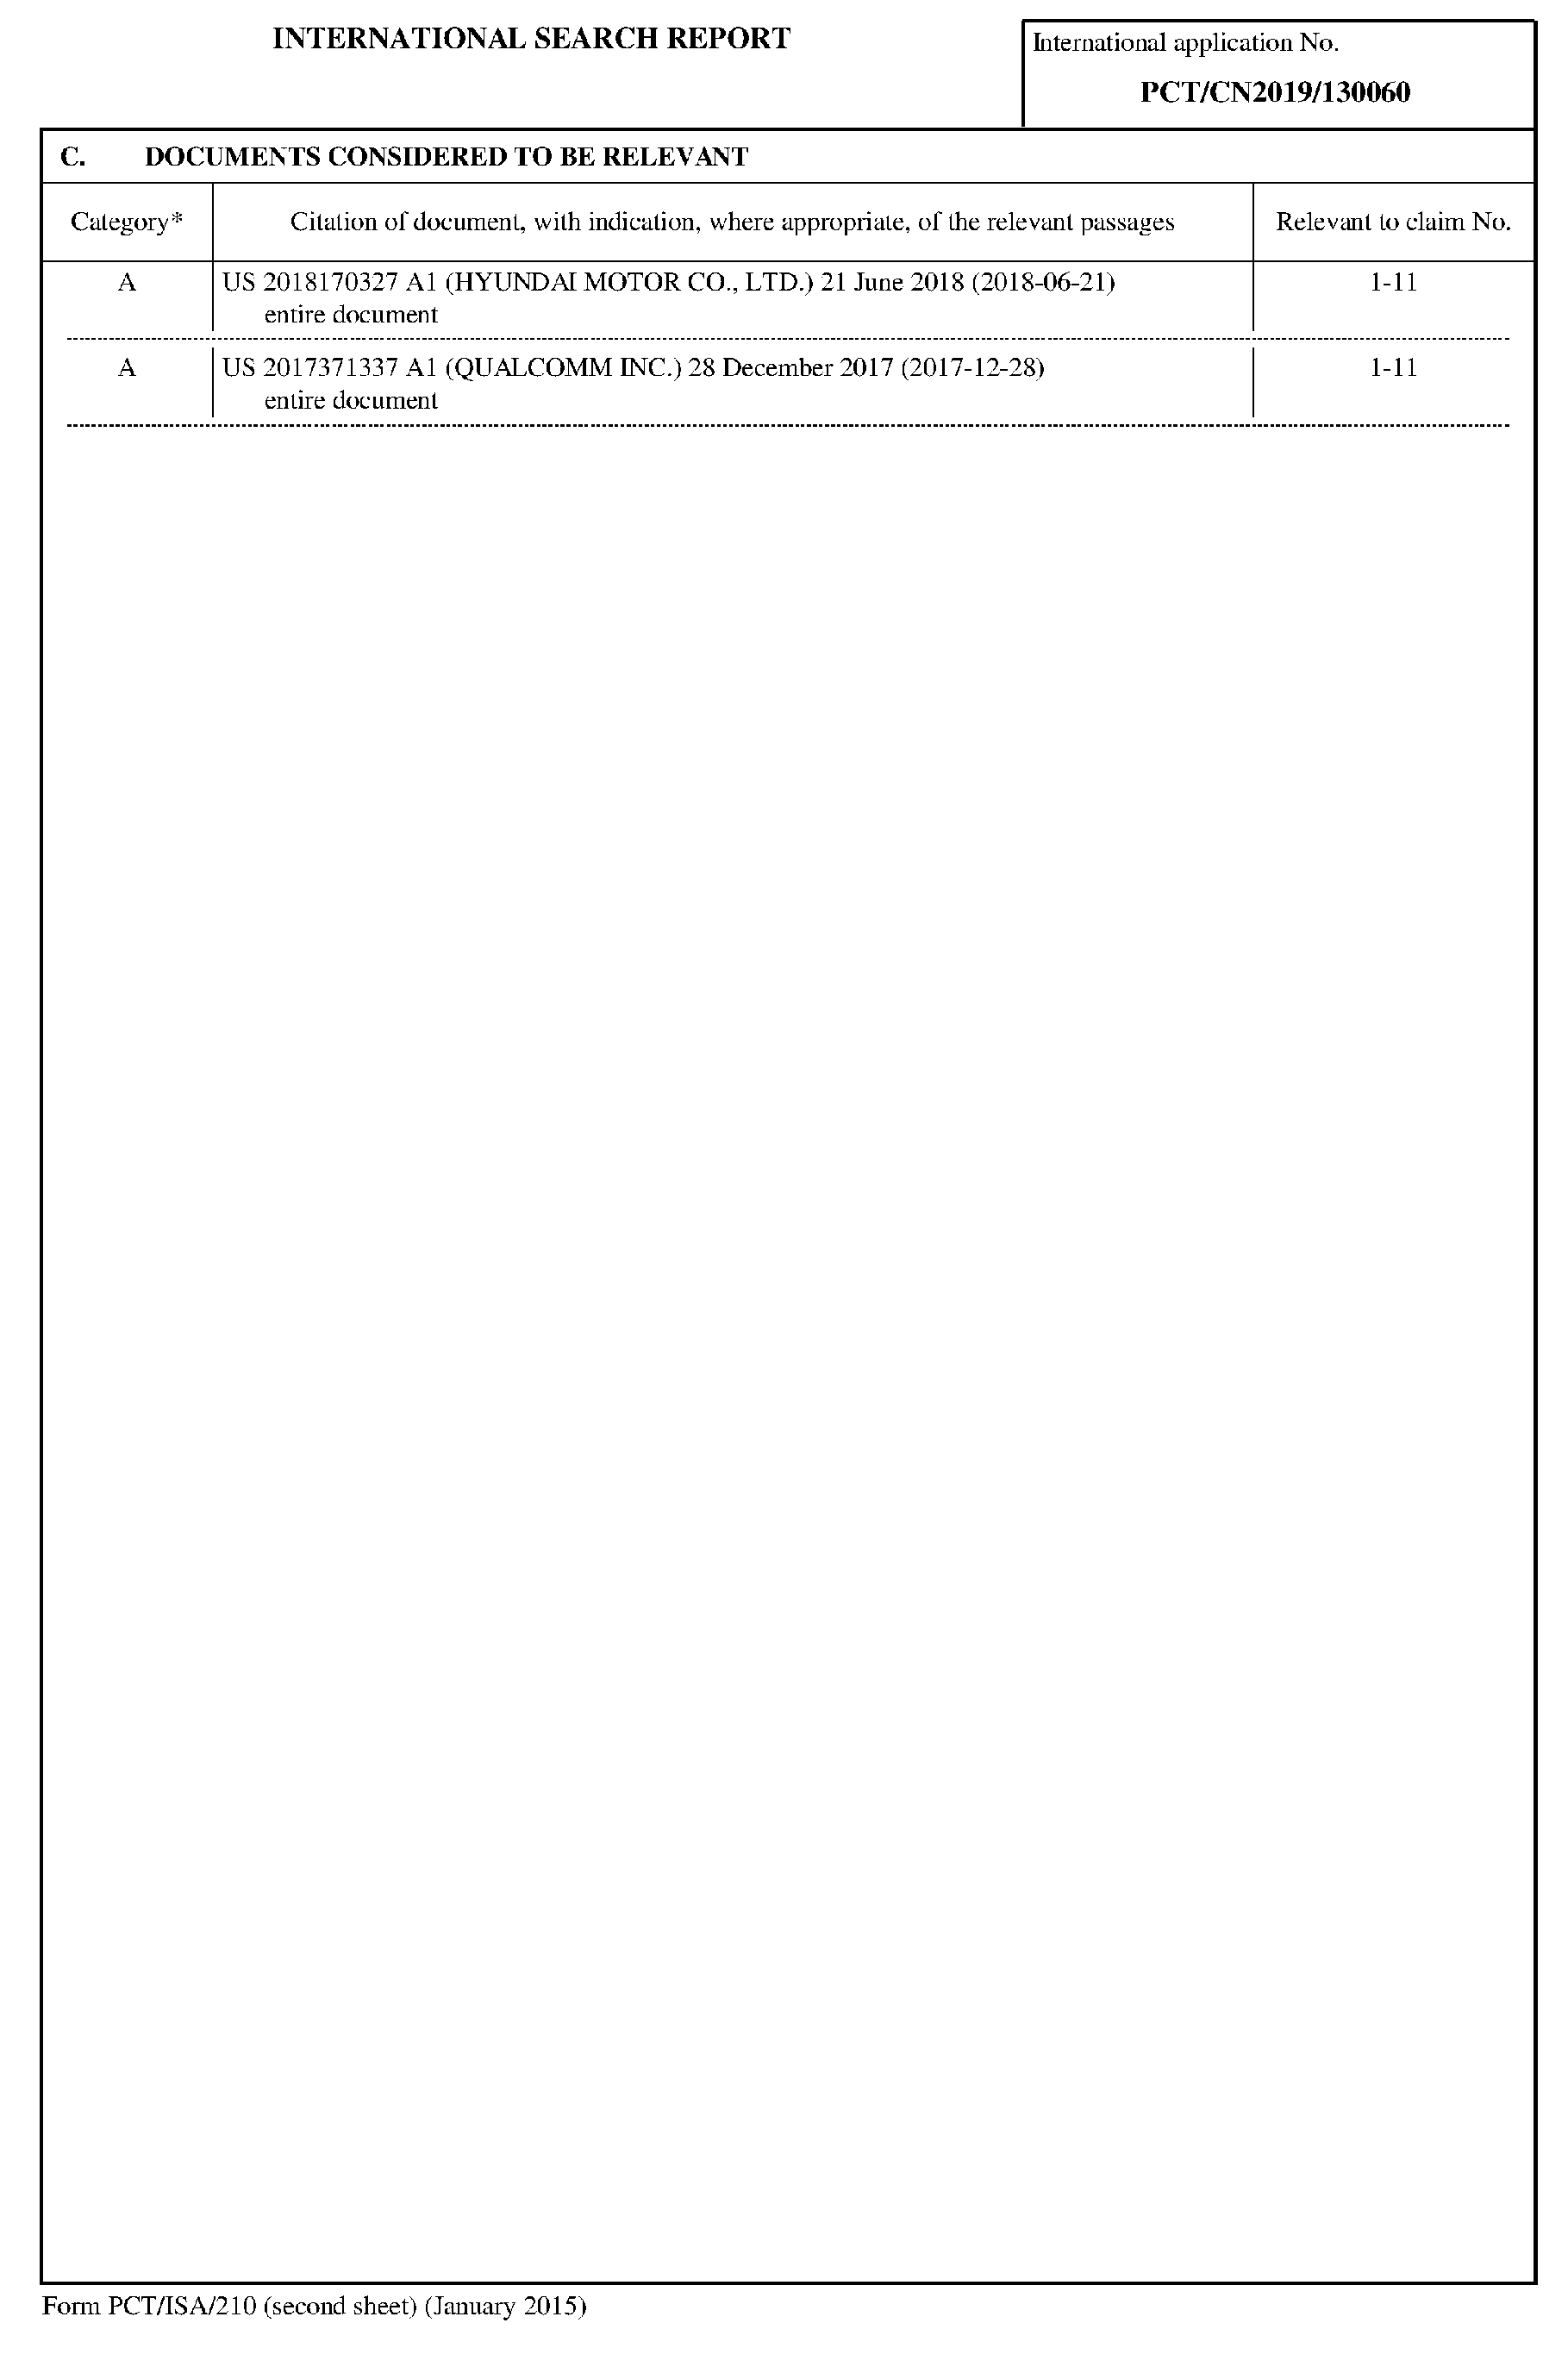 INTERNATIONAL SEARCH REPORT
International application No.
PCT/CN2019/130060
C. DOCUMENTS CONSIDERED TO BE RELEVANT
Category* Citation of document, with indication, where appropriate, of the relevant passages Relevant to claim No.
A US 2018170327 A1 (HYUNDAI MOTOR CO., LTD.) 21 June 2018 (2018-06-21) 1-11
entire document
A US 2017371337 A1 (QUALCOMM INC.) 28 December 2017 (2017-12-28) 1-11
entire document
Form PCT/ISA/210 (second sheet) (January 2015)